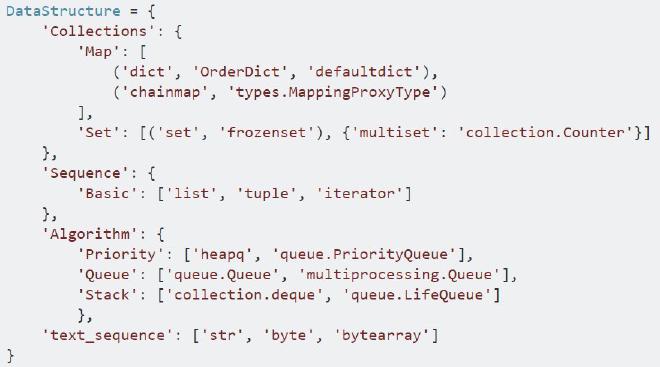 DataStructure = {
    'Collections': {
        'Map': [
            ('dict', 'OrderDict', 'defaultdict'),
            ('chainmap', 'types.MappingProxyType')
        ],
        'Set': [('set', 'frozenset'), {'multiset': 'collection.Counter'}]
    },
    'Sequence': {
        'Basic': ['list', 'tuple', 'iterator']
    },
    'Algorithm': {
        'Priority': ['heapq', 'queue.PriorityQueue'],
        'Queue': ['queue.Queue', 'multiprocessing.Queue'],
        'Stack': ['collection.deque', 'queue.LifeQueue']
        },
    'text_sequence': ['str', 'byte', 'bytearray']
}